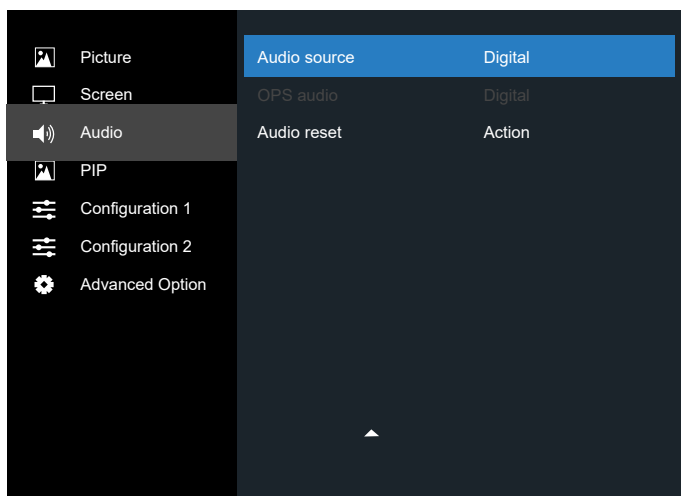 Picture
Screen
Audio
PIP
Configuration 1
Configuration 2
Advanced Option
Audio source Digital
OPS audio Digital
Audio reset Action